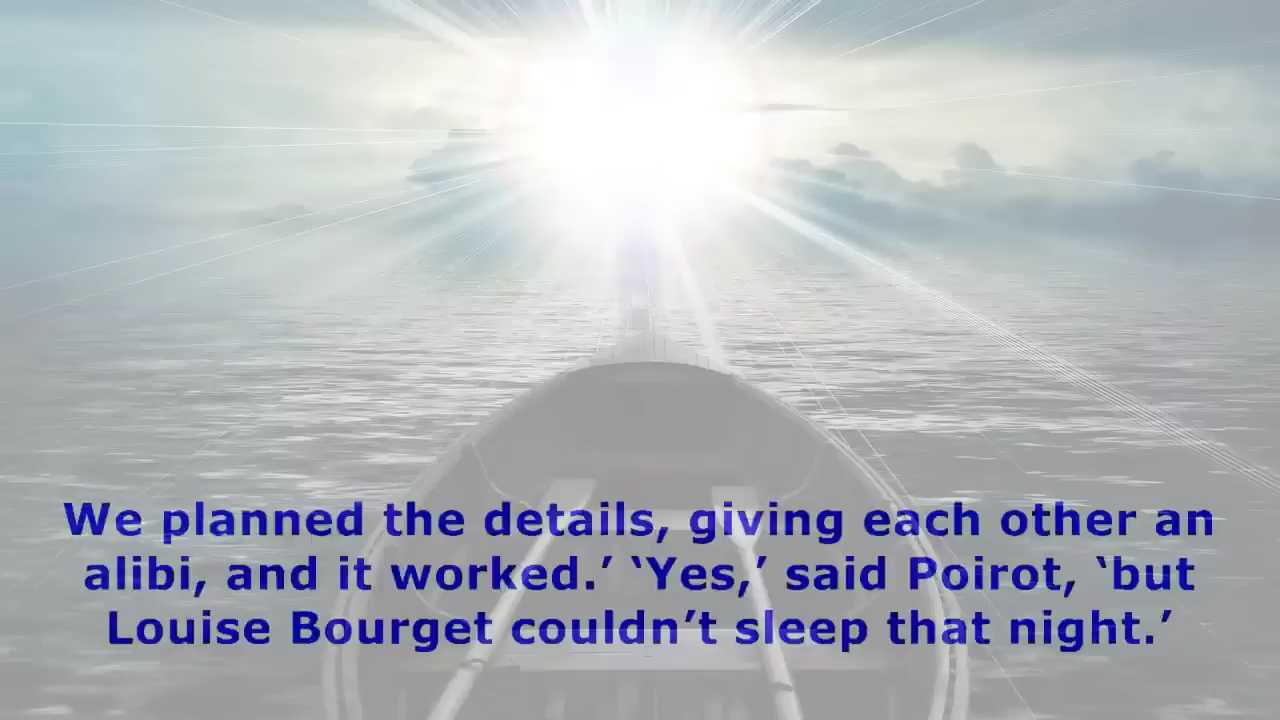 We planned the details, giving each other an
alibi, and it worked.’ ‘Yes,’ said Poirot, ‘but
Louise Bourget couldn’t sleep that night.’